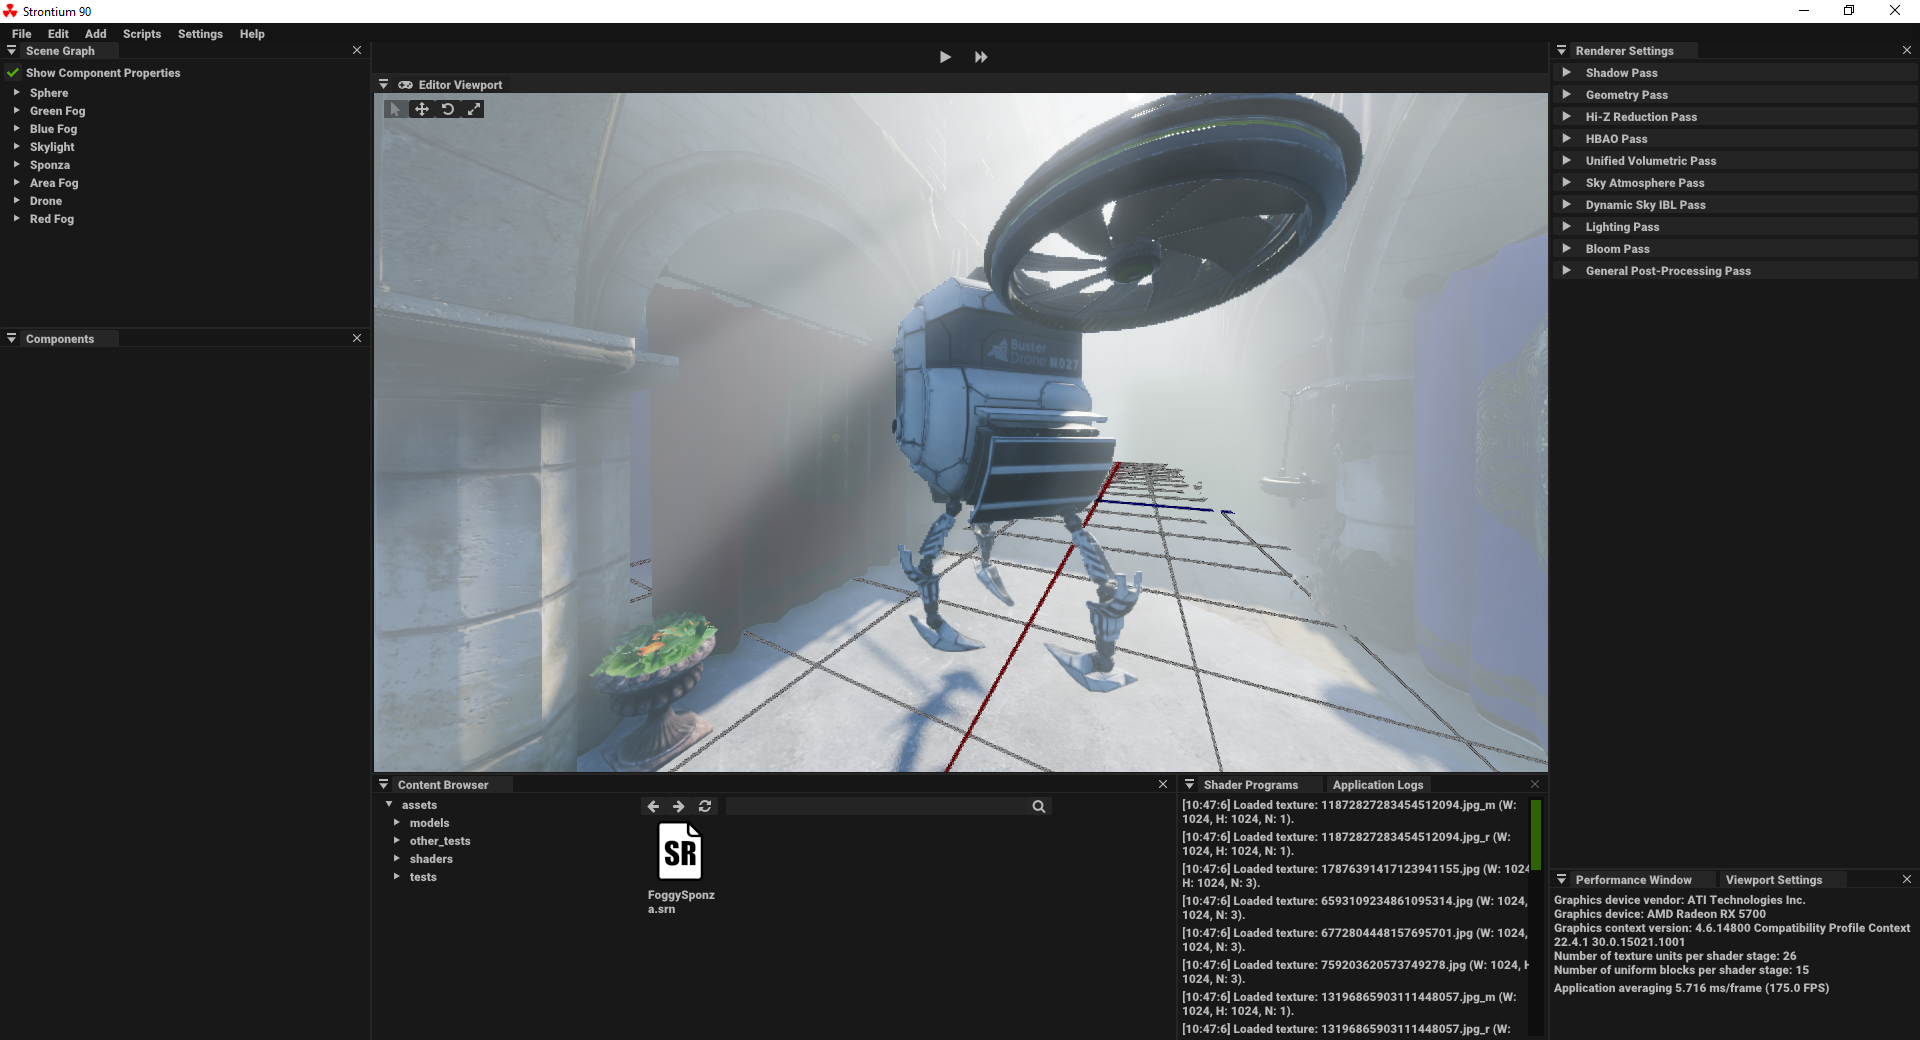 Strontium 90
File Edit Add Scripts Settings Help
Scene Graph
Show Component Properties
Sphere
Green Fog
Blue Fog
Skylight
Sponza
Area Fog
Drone
Red Fog
Components
Editor Viewport
Buster
Drone N027
Content Browser
assets
models
other_tests
shaders
tests
SR
FoggySponz
a.srn
Shader Programs Application Logs
[10:47:6] Loaded texture: 11872827283454512094.jpg_m (W:
1024, H: 1024, N: 1).
[10:47:6] Loaded texture: 11872827283454512094.jpg_r (W:
1024, H: 1024, N: 1).
[10:47:6] Loaded texture: 17876391417123941155.jpg (W: 1024
H: 1024, N: 3).
[10:47:6] Loaded texture: 6593109234861095314.jpg (W: 1024,
1024, N: 3).
[10:47:6] Loaded texture: 6772804448157695701.jpg (W: 1024,
1024, N: 3).
[10:47:6] Loaded texture: 759203620573749278.jpg (W: 1024, H
1024, N: 3).
[10:47:6] Loaded texture: 13196865903111448057.jpg_m (W:
1024, H: 1024, N: 1).
[10:47:6] Loaded texture: 13196865903111448057.jpg_r (W:
Renderer Settings
Shadow Pass
Geometry Pass
Hi-Z Reduction Pass
HBAO Pass
Unified Volumetric Pass
Sky Atmosphere Pass
Dynamic Sky IBL Pass
Lighting Pass
Bloom Pass
General Post-Processing Pass
Performance Window Viewport Settings
Graphics device vendor: ATI Technologies Inc.
Graphics device: AMD Radeon RX 5700
Graphics context version: 4.6.14800 Compatibility Profile Context
22.4.1 30.0.15021.1001
Number of texture units per shader stage: 26
Number of uniform blocks per shader stage: 15
Application averaging 5.716 ms/frame (175.0 FPS)